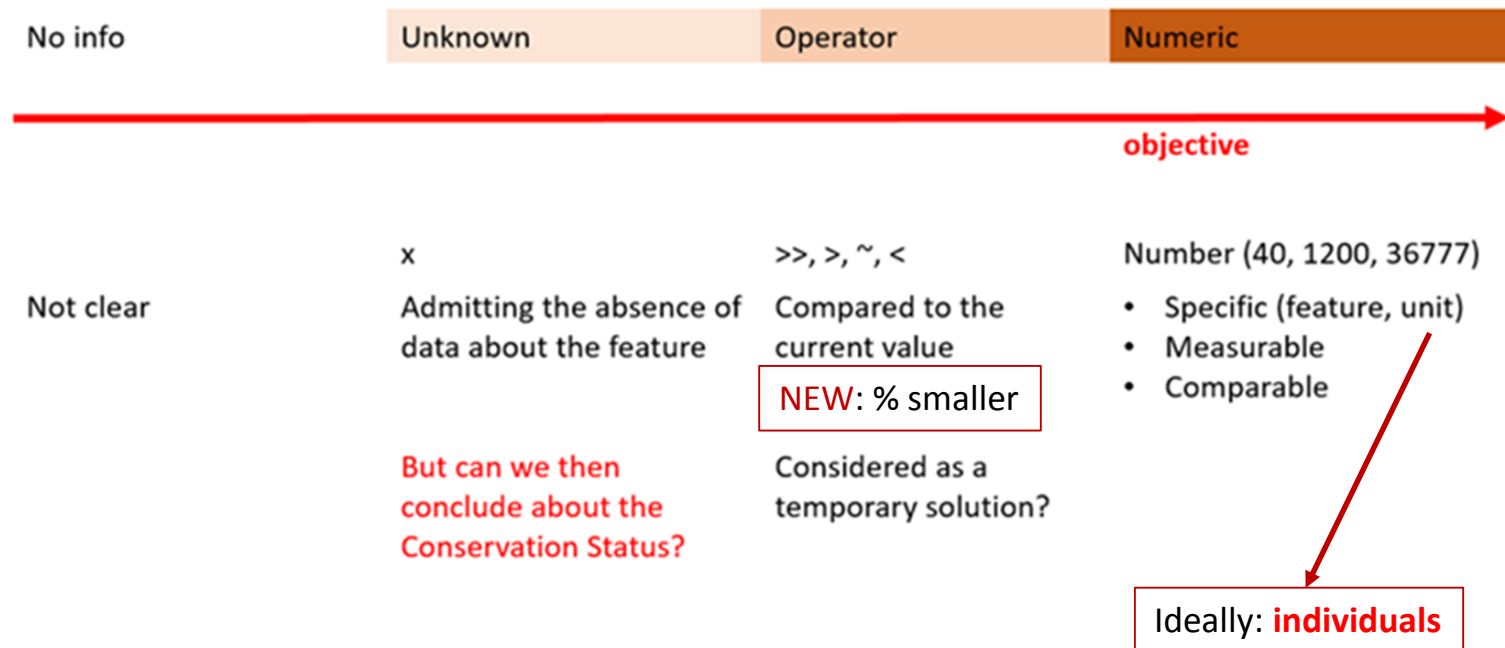 No info
Unknown
Operator
Numeric
objective
x
>>, >, ~, <
Number (40, 1200, 36777)
Not clear
Admitting the absence of
data about the feature
Compared to the
current value
NEW: % smaller
• Specific (feature, unit)
• Measurable
• Comparable
But can we then
conclude about the
Conservation Status?
Considered as a
temporary solution?
Ideally: individuals